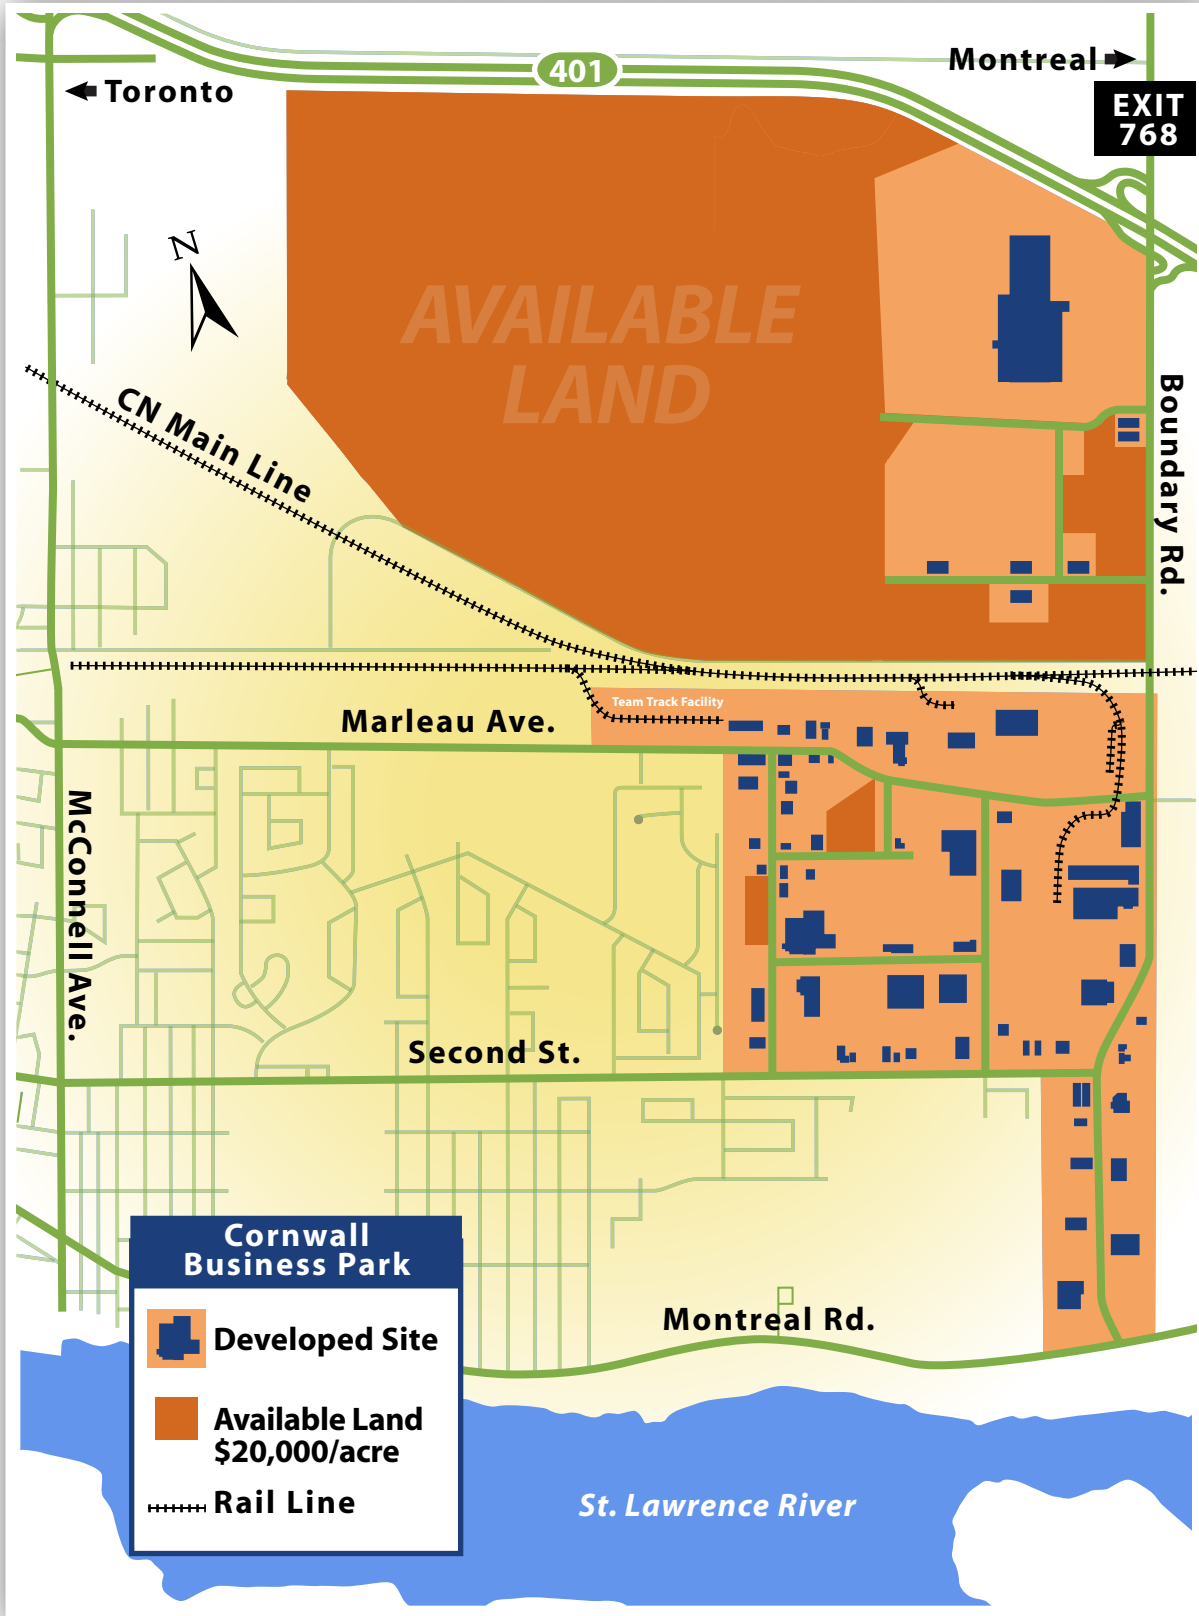 401
Montreal
Toronto
EXIT
768
N
AVAILABLE
LAND
CN Main Line
Boundary Rd.
Team Track Facility
Marleau Ave.
McConnell Ave.
Second St.
Cornwall
Business Park
Developed Site
Available Land
$20,000/acre
Rail Line
Montreal Rd.
St. Lawrence River